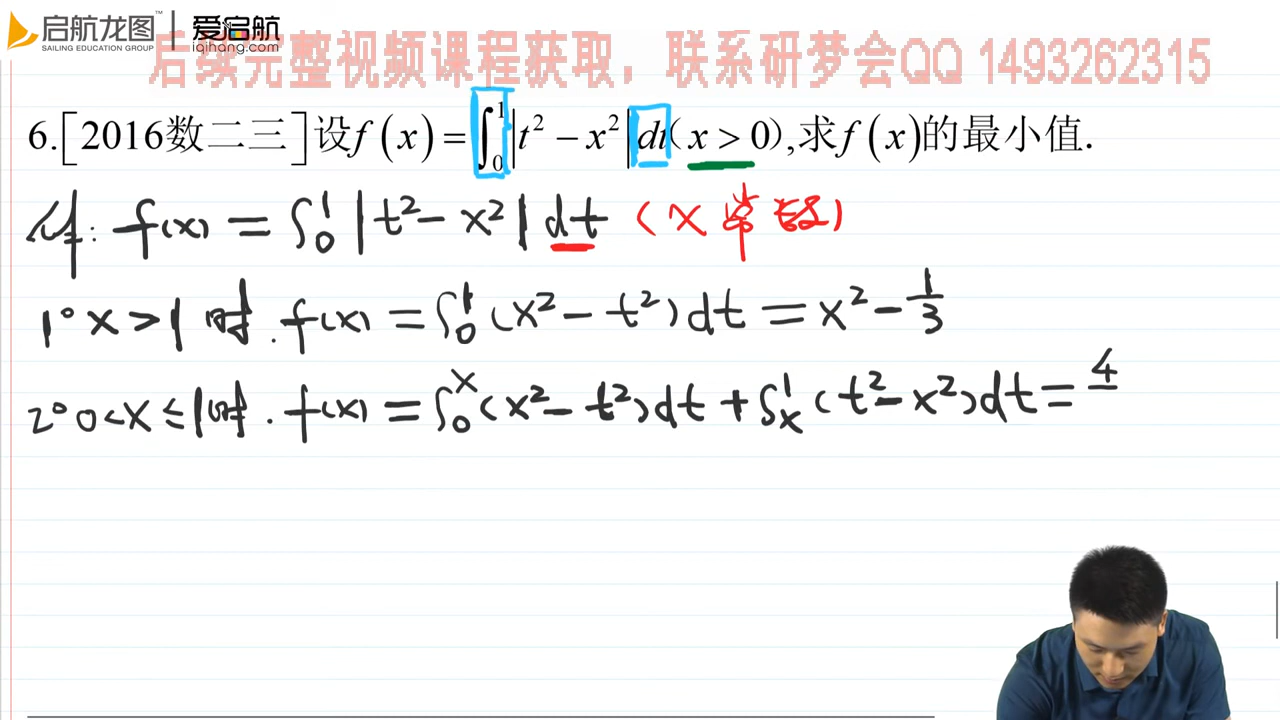 启航龙图 爱启航
SAILING EDUCATION GROUP iqihang.com
后续完整视频课程获取，联系研梦会QQ 1493262315
6.[2016数二三]设f(x)=∫₀¹|t²−x²|dt(x>0),求f(x)的最小值.
解: f(x) = ∫₀¹ |t²−x²| dt (x常数)
1° x>1时. f(x) = ∫₀¹ (x²−t²)dt = x²−1/3
2° 0<x≤1时. f(x) = ∫₀ˣ (x²−t²)dt + ∫ₓ¹ (t²−x²)dt = 4